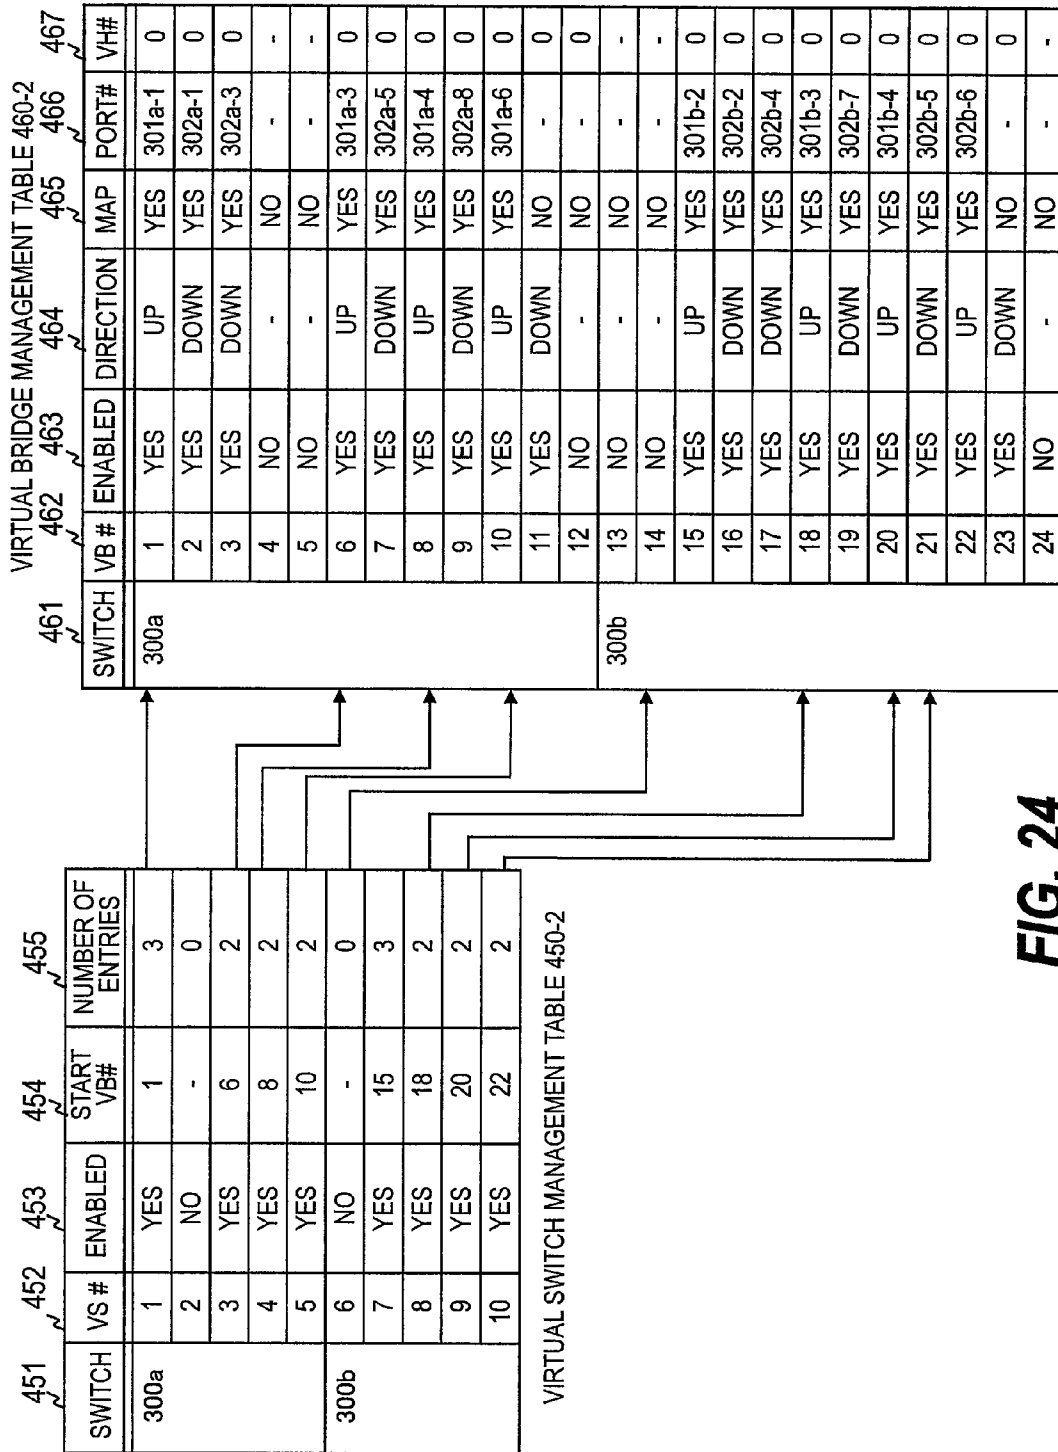 VIRTUAL BRIDGE MANAGEMENT TABLE 460-2
461 462 463 464 465 466 467
SWITCH VB # ENABLED DIRECTION MAP PORT# VH#
300a 1 YES UP YES 301a-1 0
2 YES DOWN YES 302a-1 0
3 YES DOWN YES 302a-3 0
4 NO - NO - -
5 NO - NO - -
6 YES UP YES 301a-3 0
7 YES DOWN YES 302a-5 0
8 YES UP YES 301a-4 0
9 YES DOWN YES 302a-8 0
10 YES UP YES 301a-6 0
11 YES DOWN NO - 0
12 NO - NO - 0
300b 13 NO - NO - -
14 NO - NO - -
15 YES UP YES 301b-2 0
16 YES DOWN YES 302b-2 0
17 YES DOWN YES 302b-4 0
18 YES UP YES 301b-3 0
19 YES DOWN YES 302b-7 0
20 YES UP YES 301b-4 0
21 YES DOWN YES 302b-5 0
22 YES UP YES 302b-6 0
23 YES DOWN NO - 0
24 NO - NO - -
451 452 453 454 455
SWITCH VS # ENABLED START VB# NUMBER OF ENTRIES
300a 1 YES 1 3
2 NO - 0
3 YES 6 2
4 YES 8 2
5 YES 10 2
300b 6 NO - 0
7 YES 15 3
8 YES 18 2
9 YES 20 2
10 YES 22 2
VIRTUAL SWITCH MANAGEMENT TABLE 450-2
FIG. 24